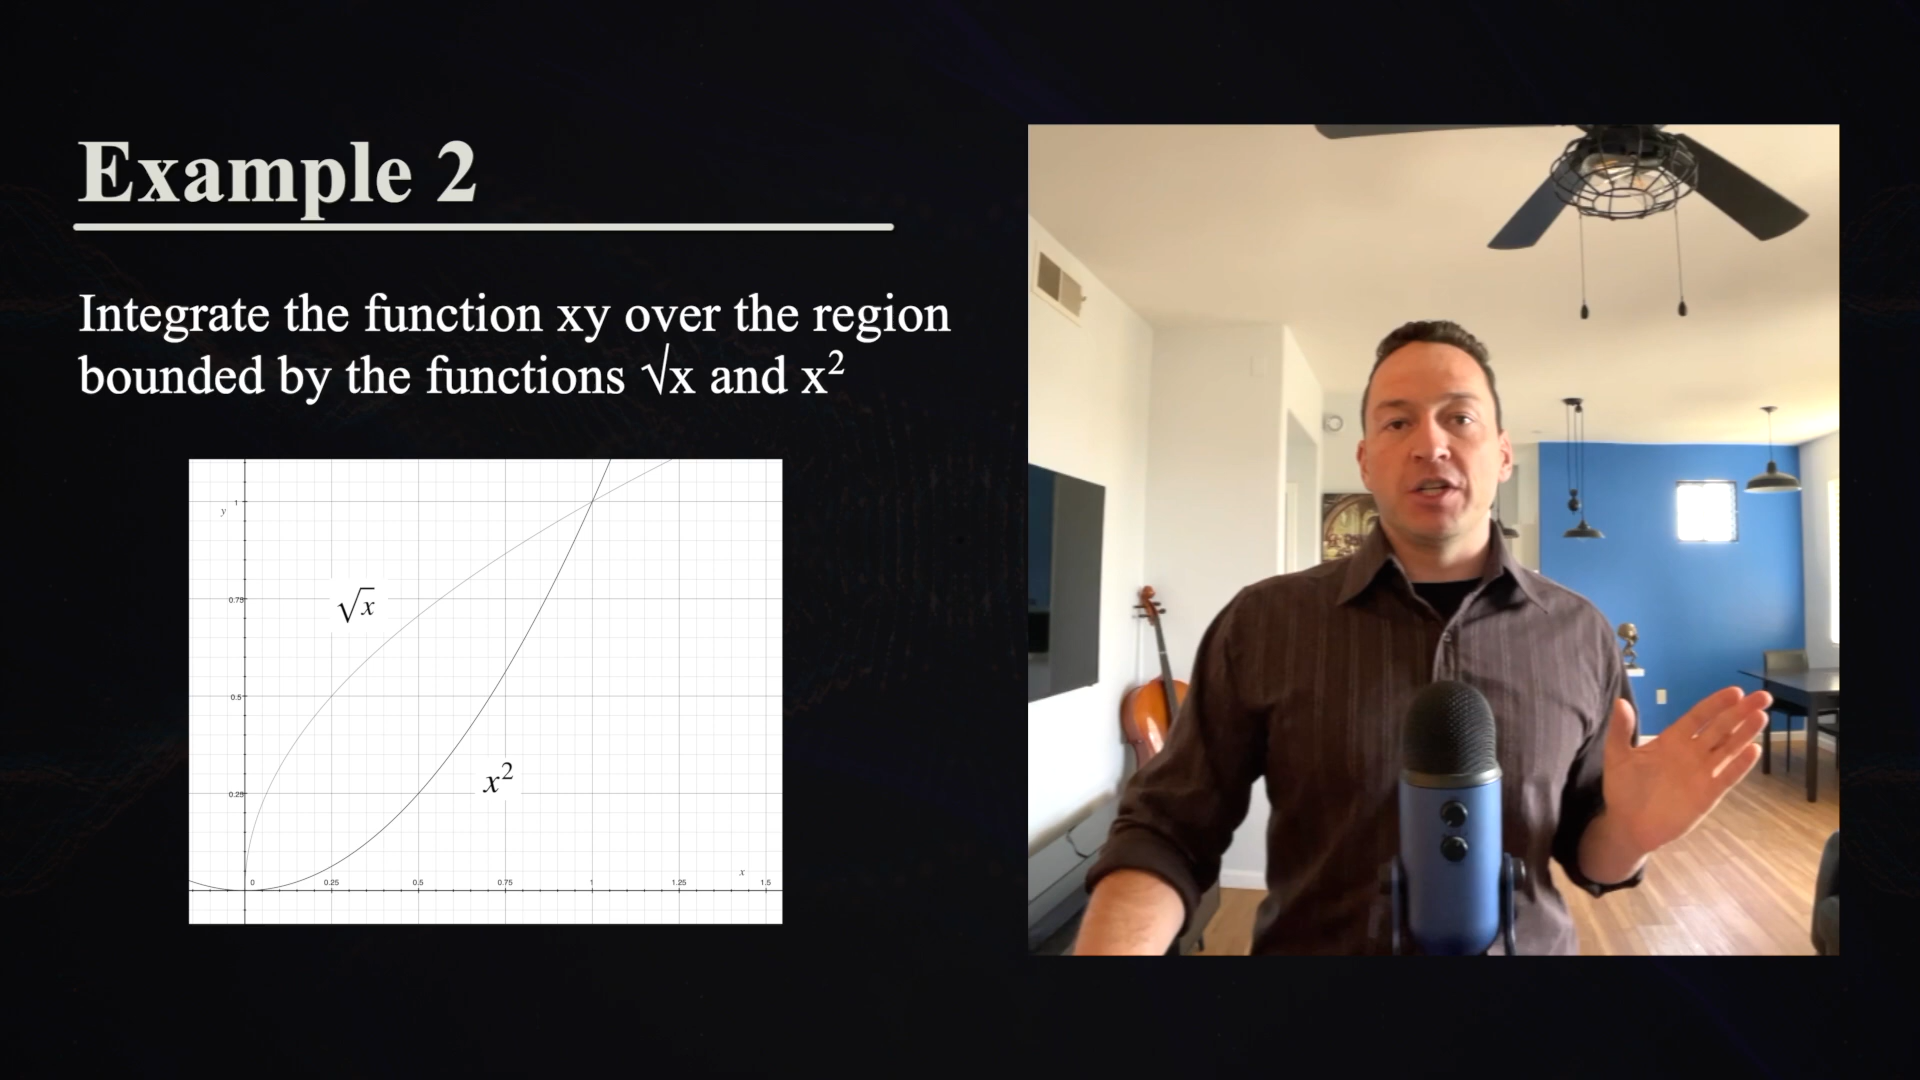 Example 2
Integrate the function xy over the region
bounded by the functions √x and x²
y
1
0.75
0.5
0.25
√x
x²
x
0 0.25 0.5 0.75 1 1.25 1.5